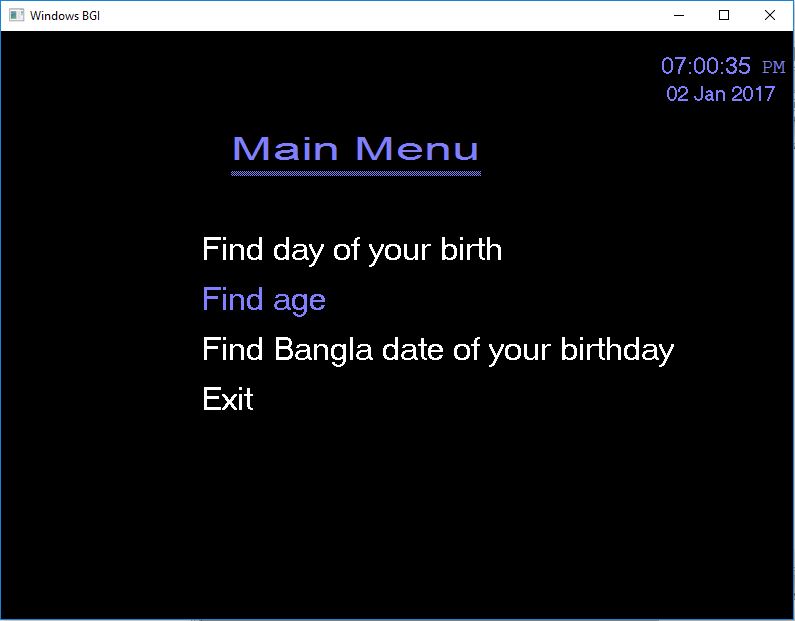 Windows BGI
07:00:35 PM
02 Jan 2017
Main Menu
Find day of your birth
Find age
Find Bangla date of your birthday
Exit